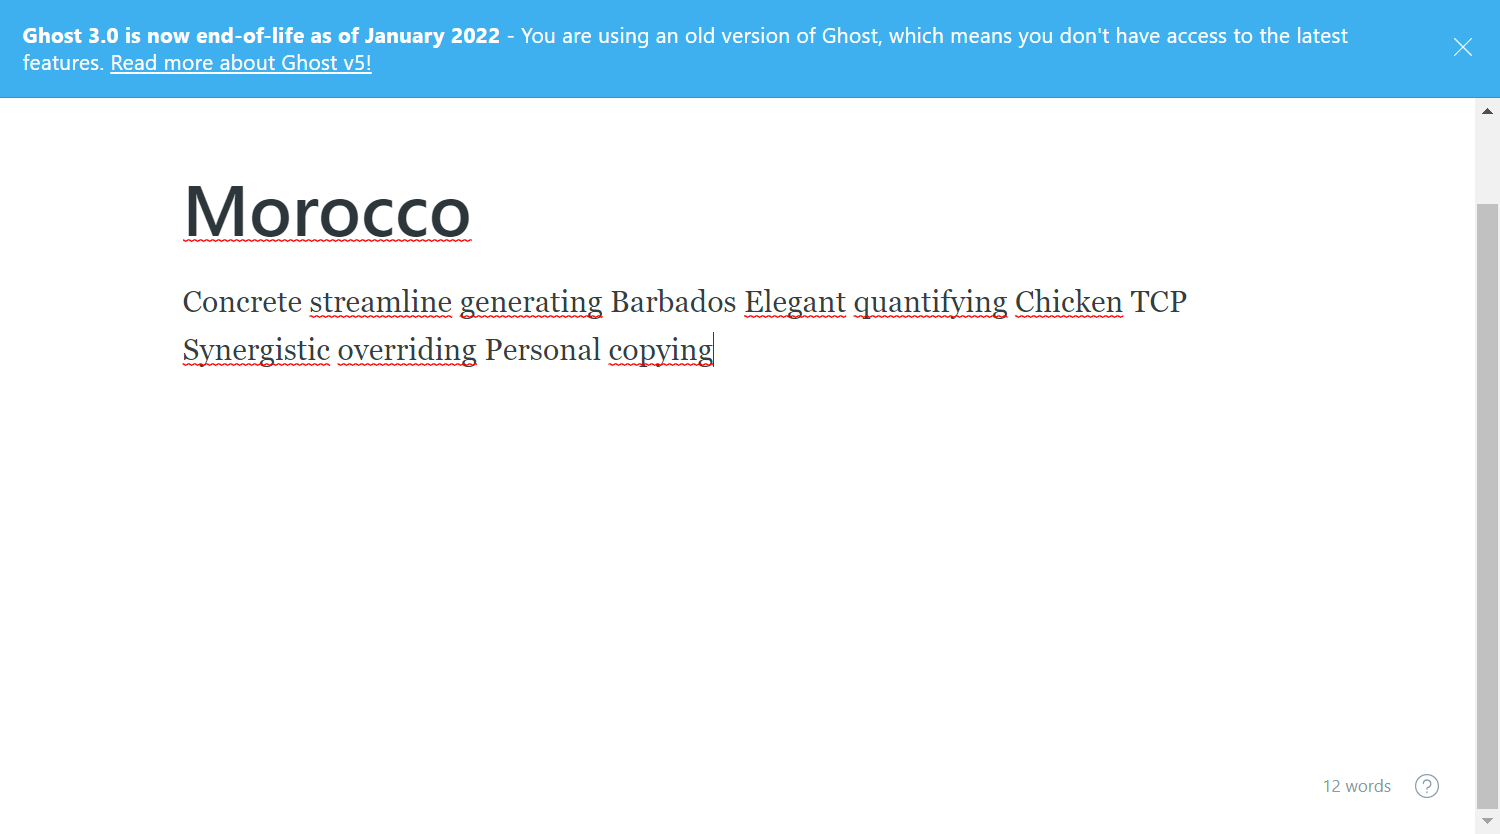 Ghost 3.0 is now end-of-life as of January 2022 - You are using an old version of Ghost, which means you don't have access to the latest
features. Read more about Ghost v5!
Morocco
Concrete streamline generating Barbados Elegant quantifying Chicken TCP
Synergistic overriding Personal copying
12 words
?